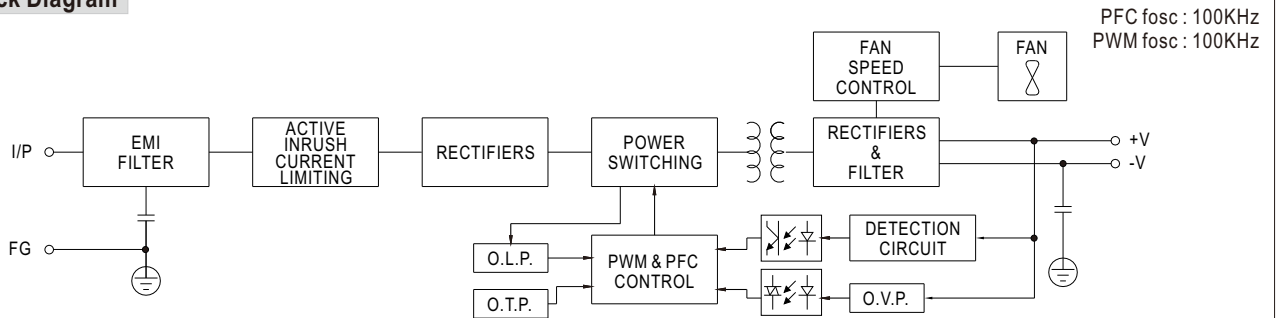 ck Diagram
PFC fosc : 100KHz
PWM fosc : 100KHz
FAN
SPEED
CONTROL
FAN
I/P
EMI
FILTER
ACTIVE
INRUSH
CURRENT
LIMITING
RECTIFIERS
POWER
SWITCHING
RECTIFIERS
&
FILTER
+V
-V
FG
O.L.P.
O.T.P.
PWM & PFC
CONTROL
DETECTION
CIRCUIT
O.V.P.